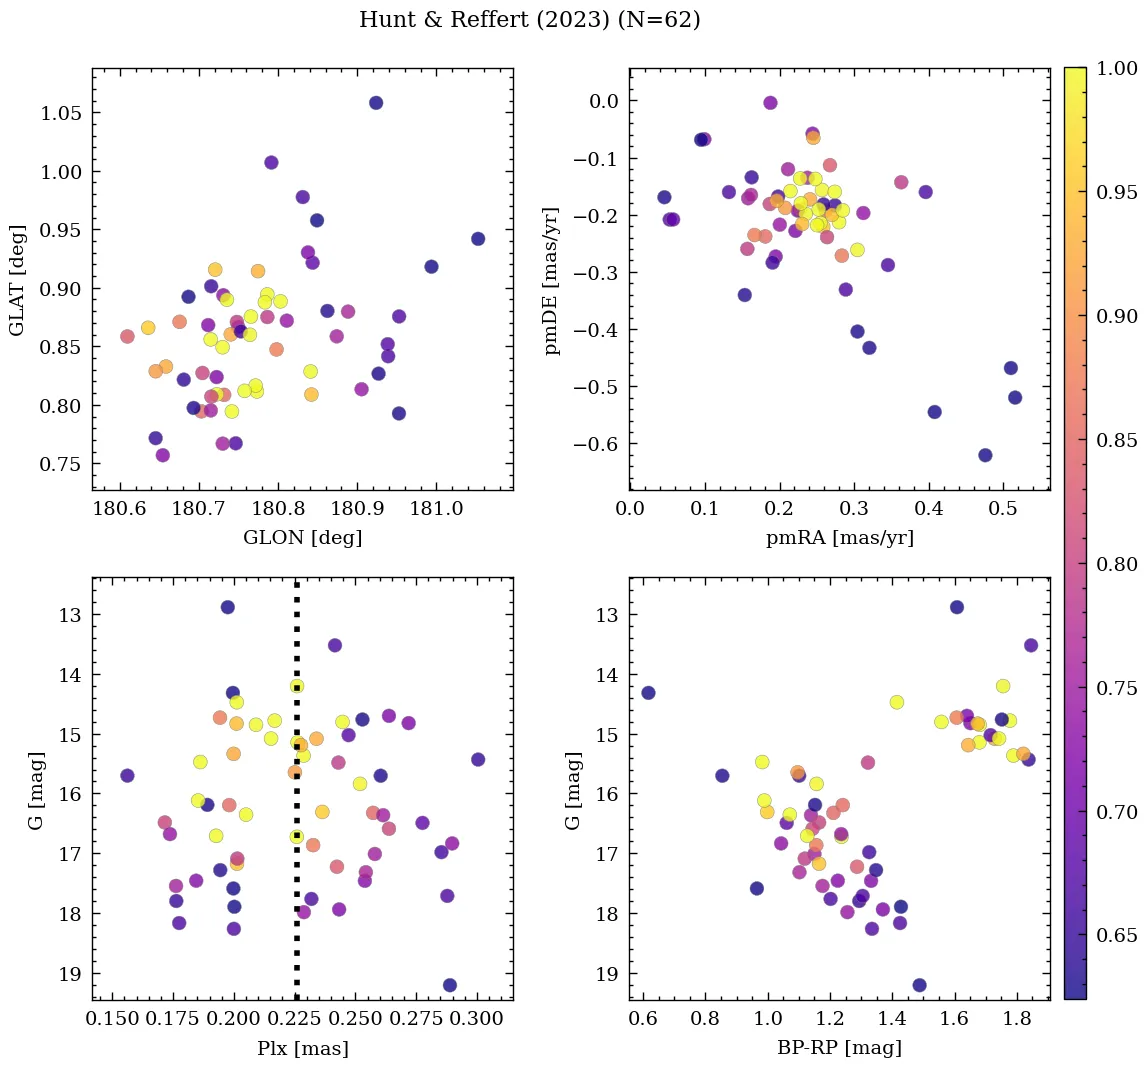 Hunt & Reffert (2023) (N=62)
1.05
1.00
0.95
0.90
0.85
0.80
0.75
GLAT [deg]
180.6 180.7 180.8 180.9 181.0
GLON [deg]
0.0
−0.1
−0.2
−0.3
−0.4
−0.5
−0.6
pmDE [mas/yr]
0.0 0.1 0.2 0.3 0.4 0.5
pmRA [mas/yr]
13
14
15
16
17
18
19
G [mag]
0.150 0.175 0.200 0.225 0.250 0.275 0.300
Plx [mas]
13
14
15
16
17
18
19
G [mag]
0.6 0.8 1.0 1.2 1.4 1.6 1.8
BP-RP [mag]
1.00
0.95
0.90
0.85
0.80
0.75
0.70
0.65